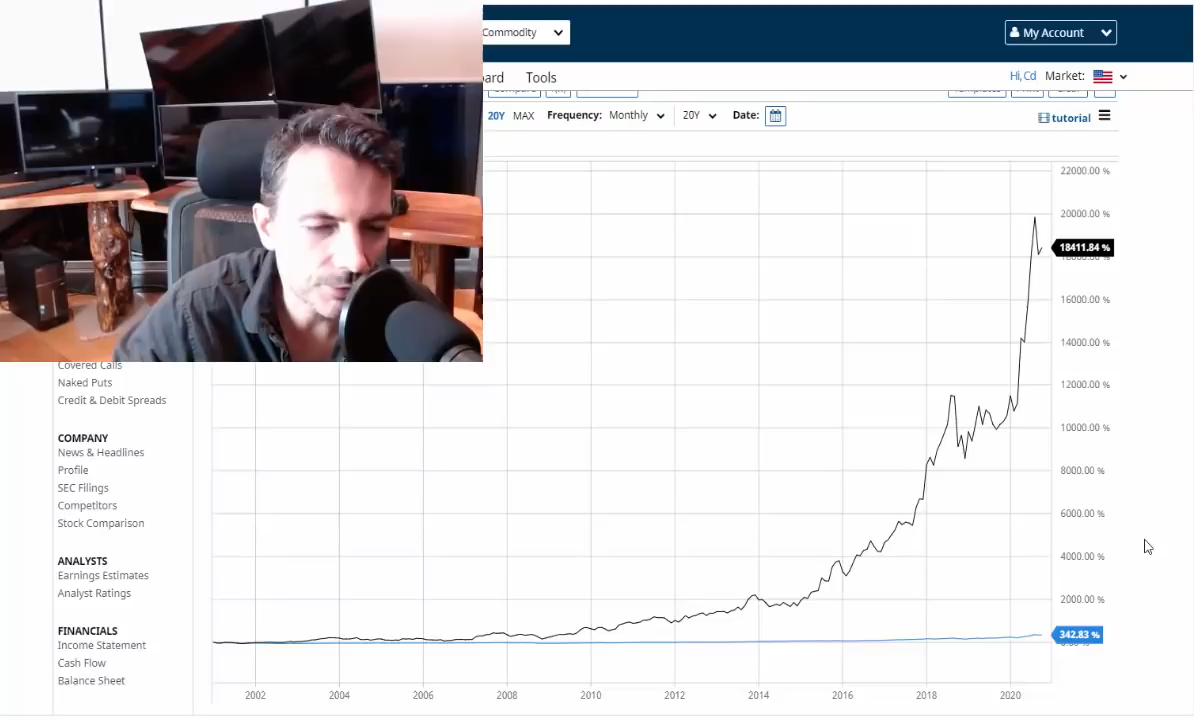 Commodity
My Account
ard Tools
Hi, Cd Market:
20Y MAX Frequency: Monthly 20Y Date:
tutorial
22000.00 %
20000.00 %
18411.84 %
16000.00 %
14000.00 %
12000.00 %
10000.00 %
8000.00 %
6000.00 %
4000.00 %
2000.00 %
342.83 %
2002 2004 2006 2008 2010 2012 2014 2016 2018 2020
Covered Calls
Naked Puts
Credit & Debit Spreads
COMPANY
News & Headlines
Profile
SEC Filings
Competitors
Stock Comparison
ANALYSTS
Earnings Estimates
Analyst Ratings
FINANCIALS
Income Statement
Cash Flow
Balance Sheet